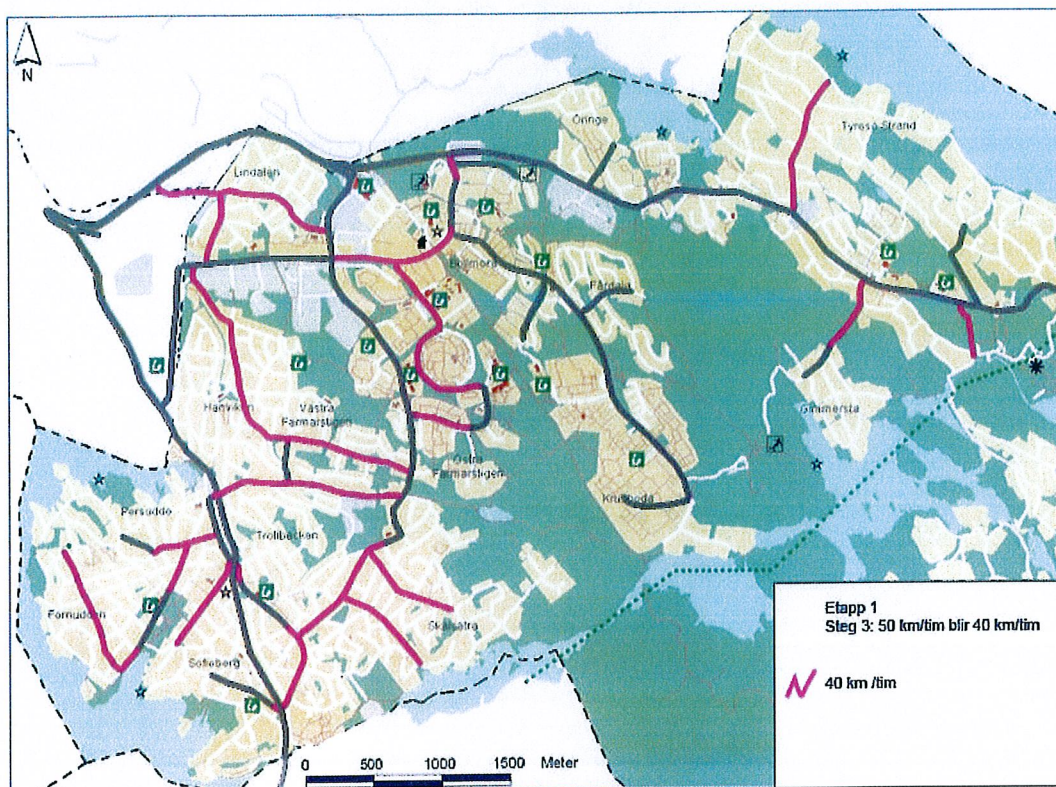 N
Öringe
Tyresö Strand
Lindalen
Bollmora
Fårdala
Hanviken
Västra
Farmarstigen
Gimmersta
Östra
Farmarstigen
Krusboda
Persudde
Trollbäcken
Fornudden
Skälsätra
Sofieberg
Etapp 1
Steg 3: 50 km/tim blir 40 km/tim
40 km /tim
0 500 1000 1500 Meter